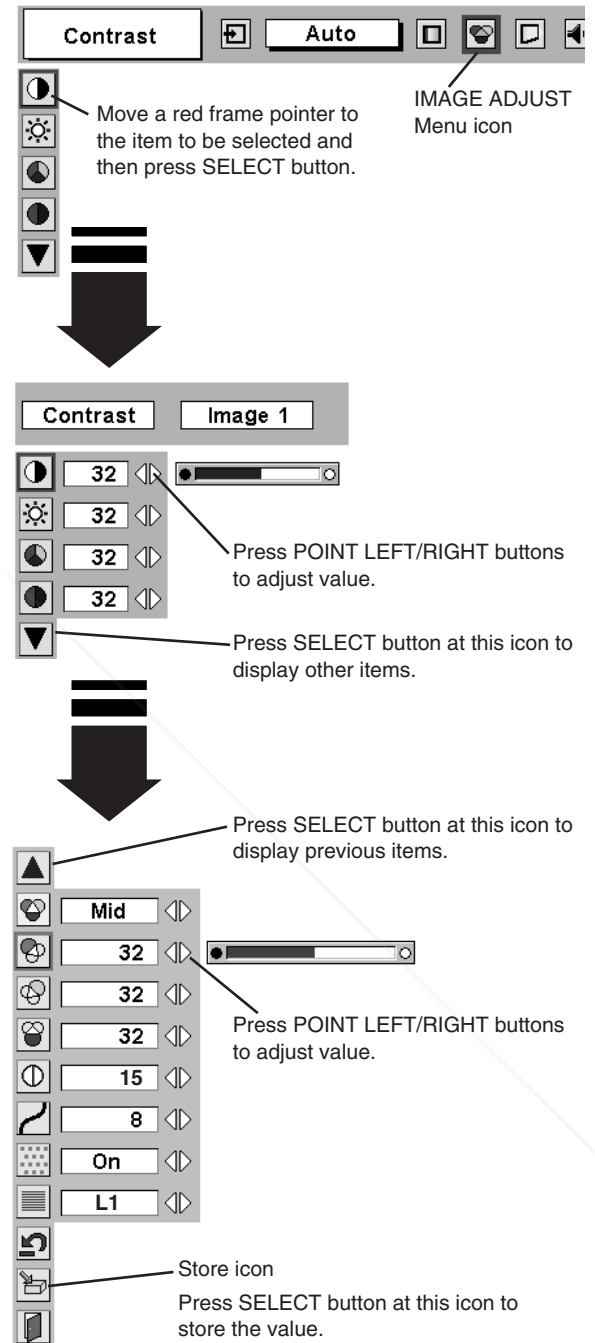 Contrast
Auto
Move a red frame pointer to
the item to be selected and
then press SELECT button.
IMAGE ADJUST
Menu icon
Contrast
Image 1
32
32
32
32
Press POINT LEFT/RIGHT buttons
to adjust value.
Press SELECT button at this icon to
display other items.
Press SELECT button at this icon to
display previous items.
Mid
32
32
32
15
8
On
L1
Press POINT LEFT/RIGHT buttons
to adjust value.
Store icon
Press SELECT button at this icon to
store the value.